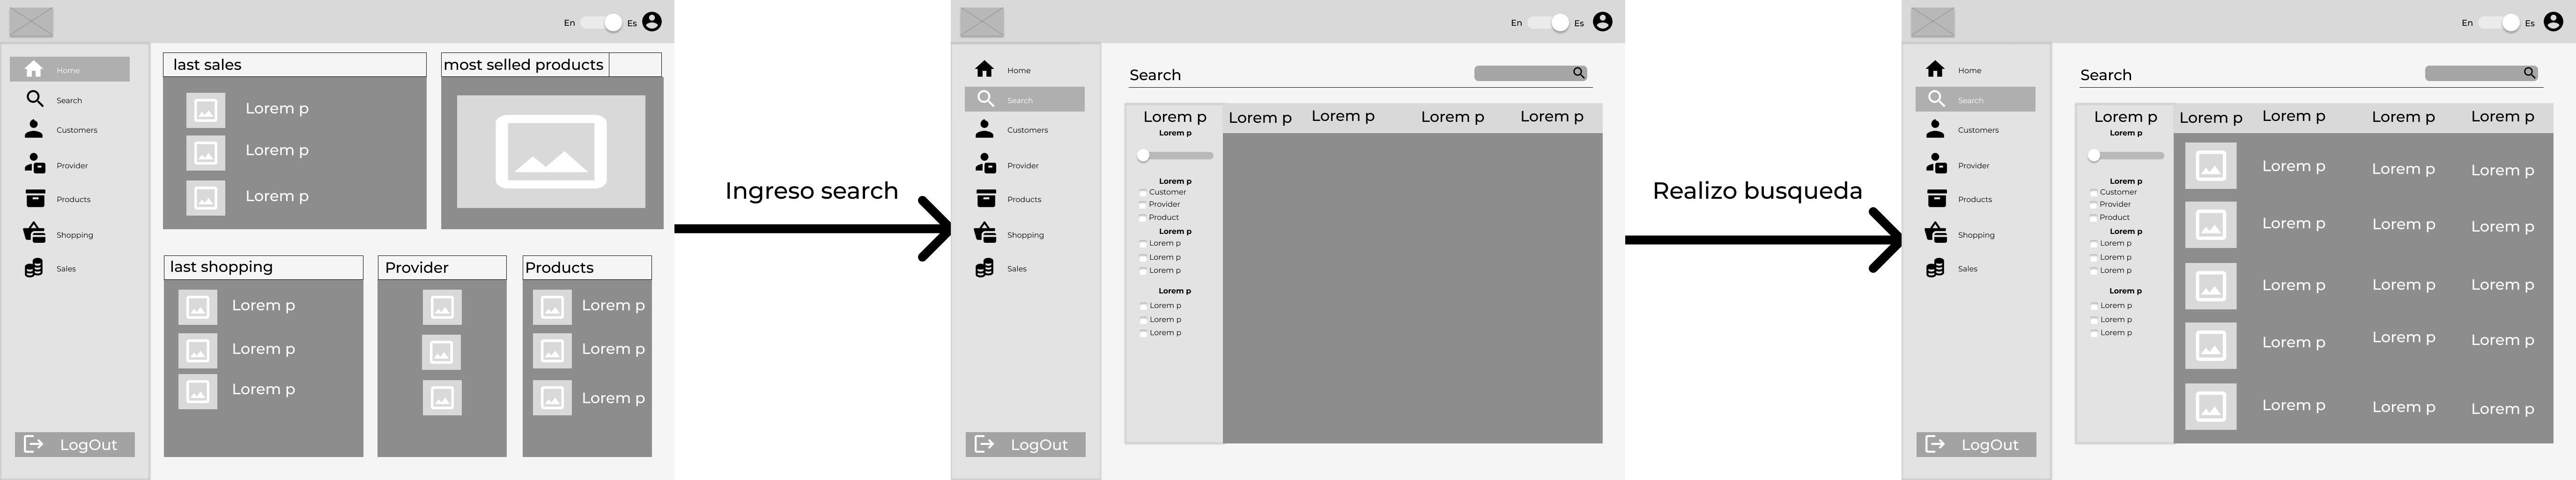 En Es
Home
Search
Customers
Provider
Products
Shopping
Sales
LogOut
last sales
Lorem p
Lorem p
Lorem p
most selled products
last shopping
Lorem p
Lorem p
Lorem p
Provider
Products
Lorem p
Lorem p
Lorem p
Ingreso search
En Es
Home
Search
Customers
Provider
Products
Shopping
Sales
LogOut
Search
Lorem p
Lorem p
Lorem p
Customer
Provider
Product
Lorem p
Lorem p
Lorem p
Lorem p
Lorem p
Lorem p
Lorem p
Lorem p
Lorem p Lorem p Lorem p Lorem p
Realizo busqueda
En Es
Home
Search
Customers
Provider
Products
Shopping
Sales
LogOut
Search
Lorem p
Lorem p
Lorem p
Customer
Provider
Product
Lorem p
Lorem p
Lorem p
Lorem p
Lorem p
Lorem p
Lorem p
Lorem p
Lorem p Lorem p Lorem p Lorem p
Lorem p Lorem p Lorem p
Lorem p Lorem p Lorem p
Lorem p Lorem p Lorem p
Lorem p Lorem p Lorem p
Lorem p Lorem p Lorem p